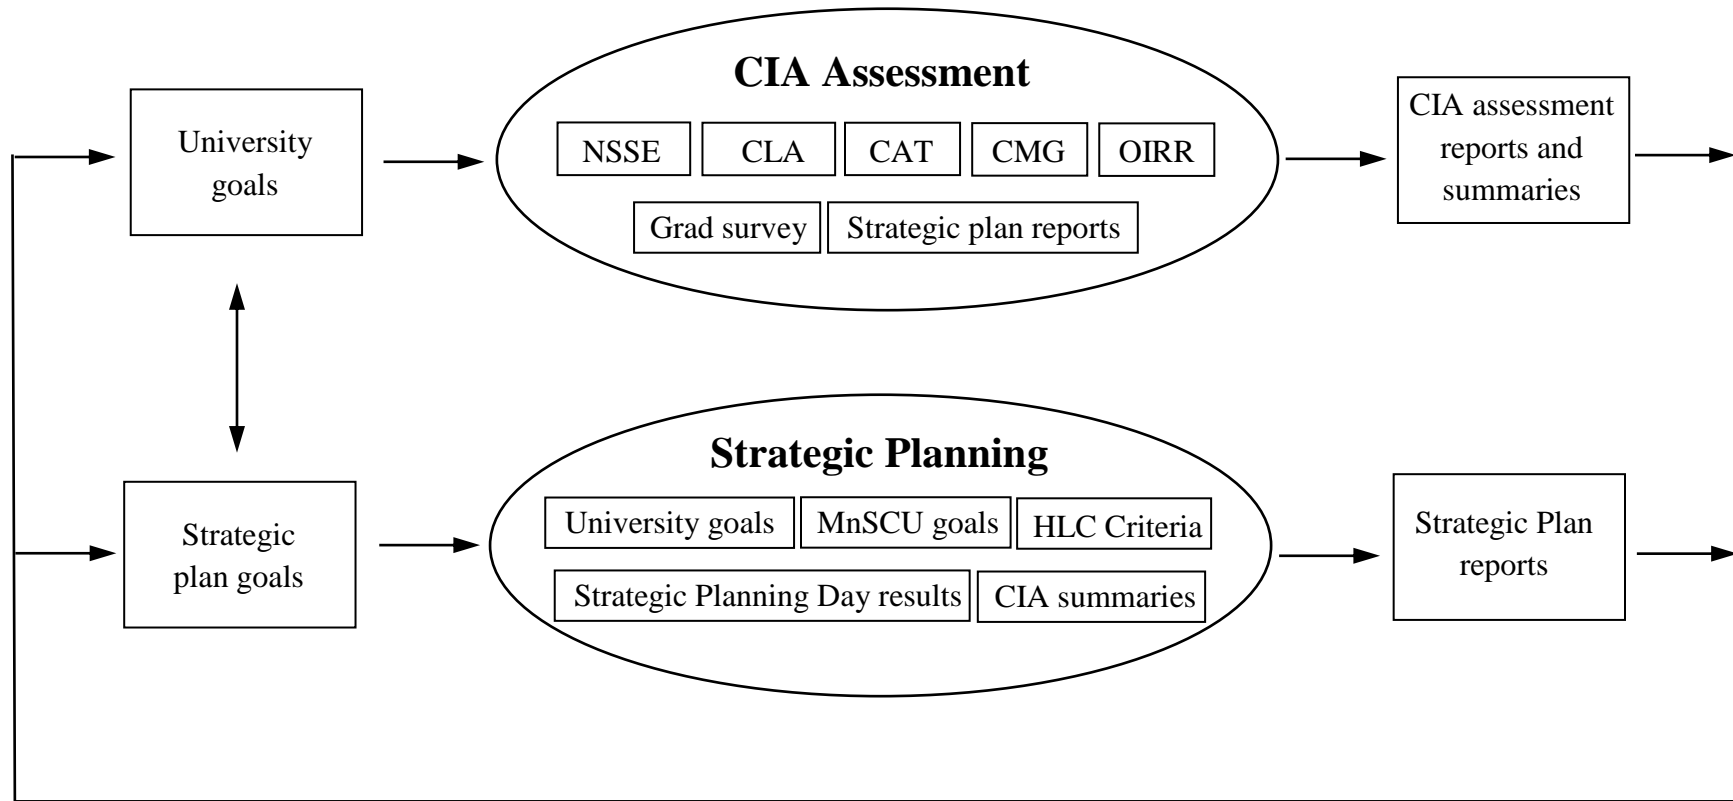 CIA Assessment
University
goals
NSSE
CLA
CAT
CMG
OIRR
Grad survey
Strategic plan reports
CIA assessment
reports and
summaries
Strategic
plan goals
Strategic Planning
University goals
MnSCU goals
HLC Criteria
Strategic Planning Day results
CIA summaries
Strategic Plan
reports